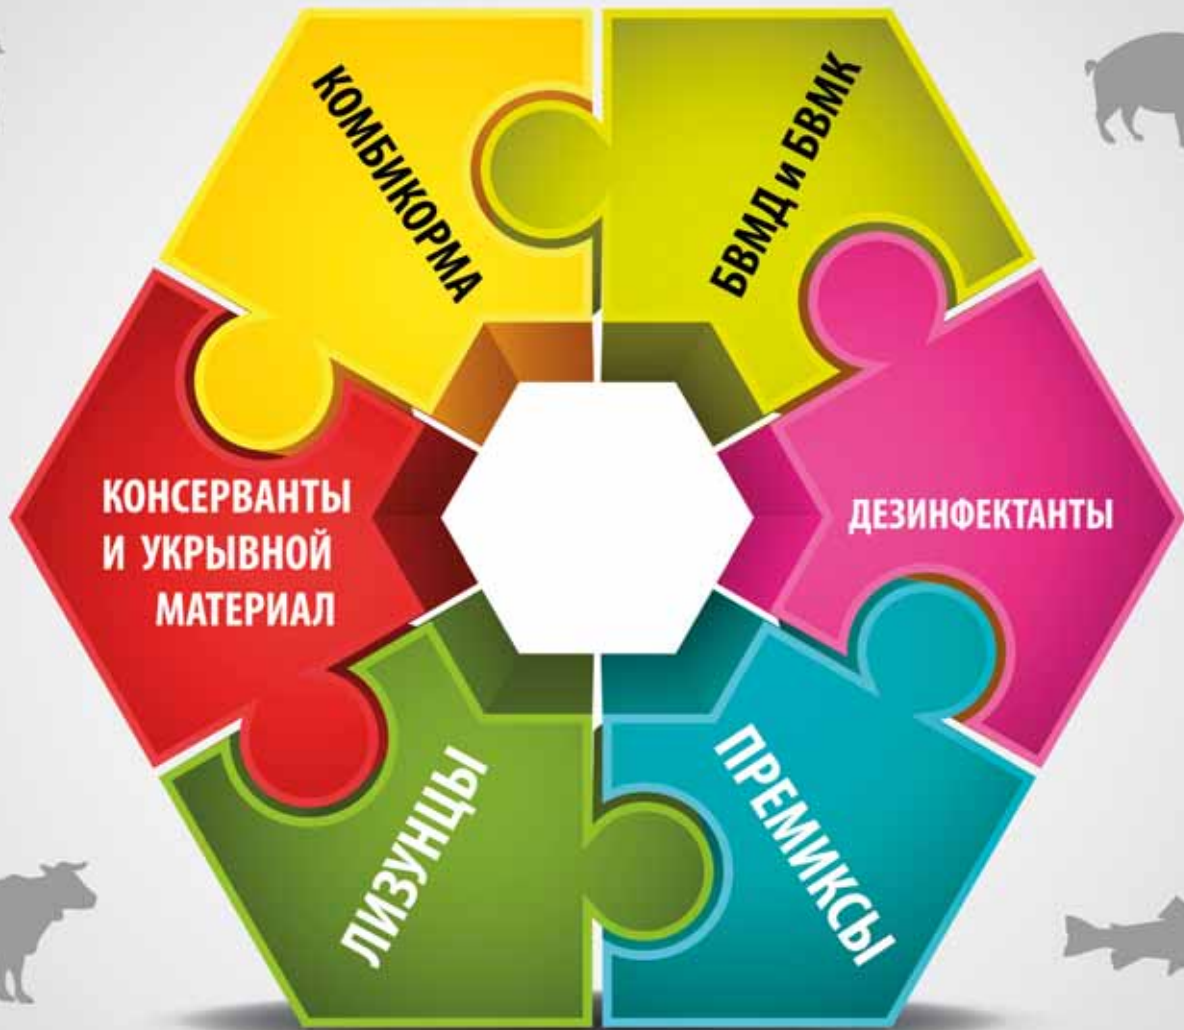 КОМБИКОРМА
БВМД и БВМК
КОНСЕРВАНТЫ
И УКРЫВНОЙ
МАТЕРИАЛ
ДЕЗИНФЕКТАНТЫ
ЛИЗУНЦЫ
ПРЕМИКСЫ